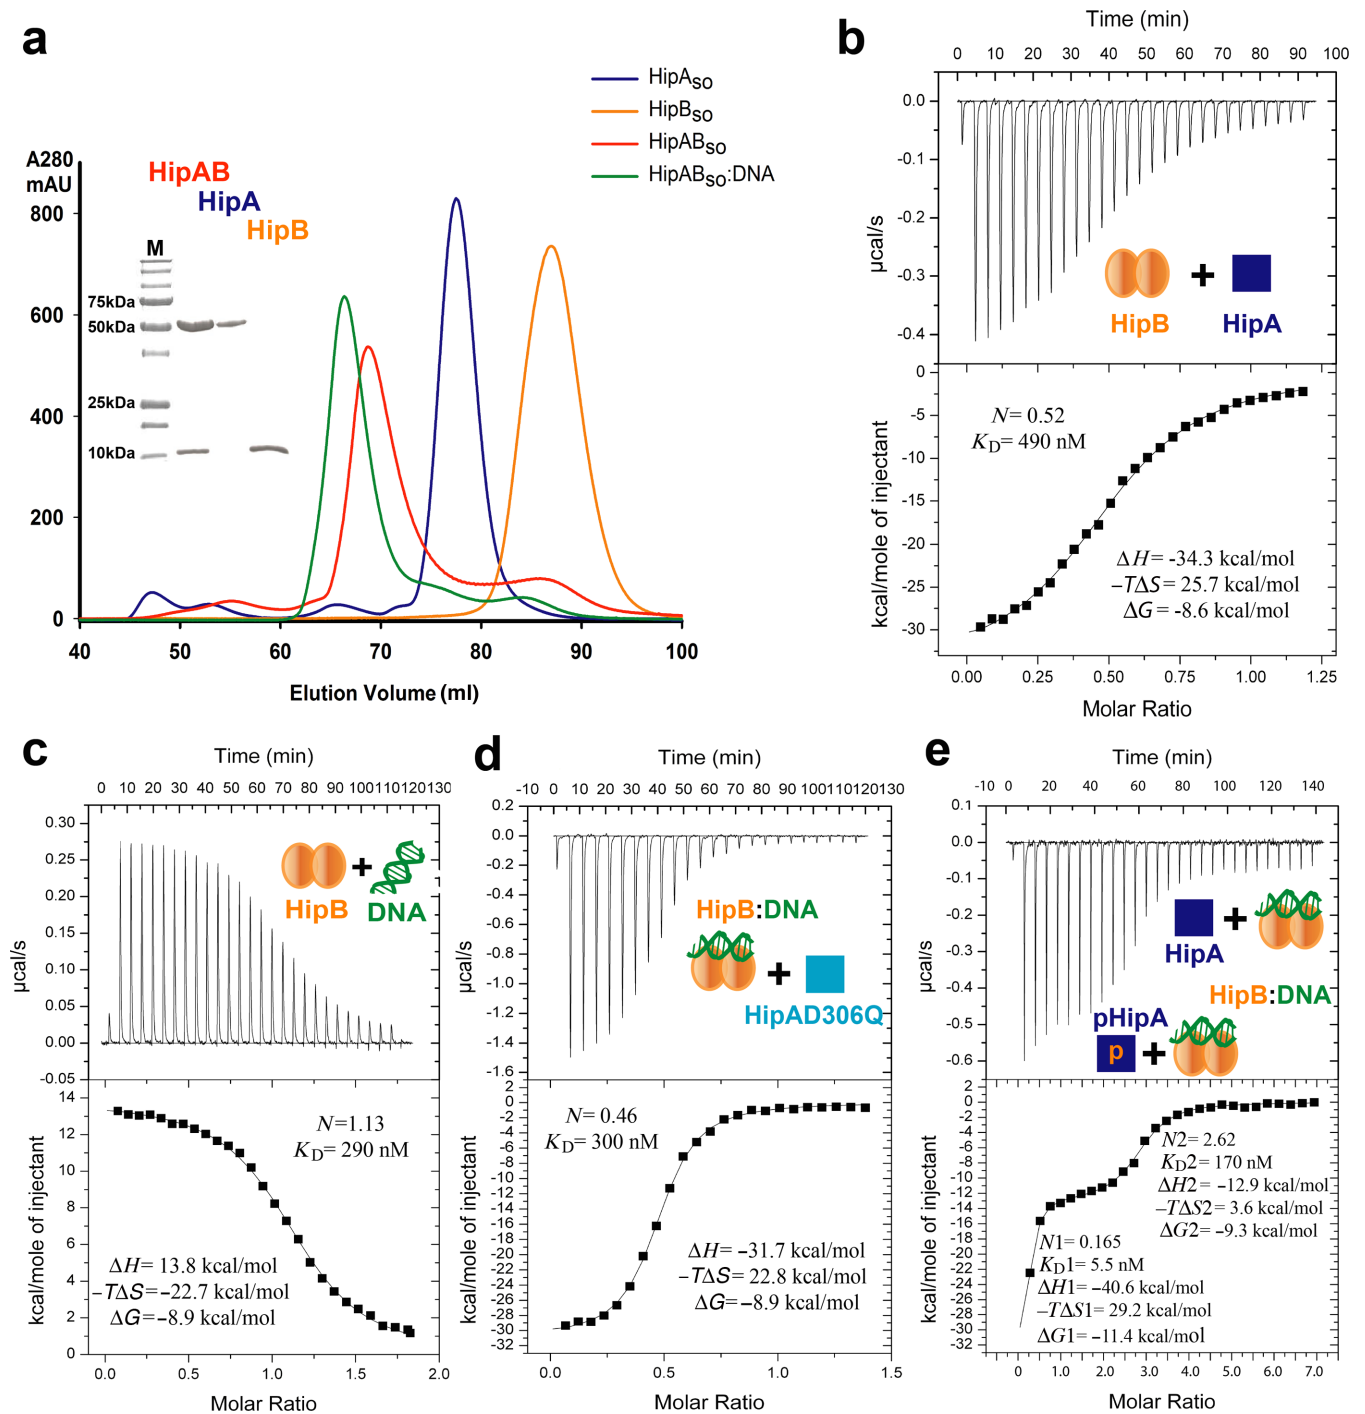 a
HipASO
HipBSO
HipABSO
HipABSO:DNA
A280
mAU
HipAB
HipA
HipB
M
75kDa
50kDa
25kDa
10kDa
800
600
400
200
0
40 50 60 70 80 90 100
Elution Volume (ml)
b
Time (min)
0 10 20 30 40 50 60 70 80 90 100
0.0
-0.1
-0.2
-0.3
-0.4
µcal/s
HipB + HipA
0
-5
-10
-15
-20
-25
-30
kcal/mole of injectant
N= 0.52
KD= 490 nM
ΔH= -34.3 kcal/mol
–TΔS= 25.7 kcal/mol
ΔG= -8.6 kcal/mol
0.00 0.25 0.50 0.75 1.00 1.25
Molar Ratio
c
Time (min)
0 10 20 30 40 50 60 70 80 90 100 110 120 130
0.30
0.25
0.20
0.15
0.10
0.05
0.00
-0.05
µcal/s
HipB + DNA
14
12
10
8
6
4
2
0
kcal/mole of injectant
N=1.13
KD= 290 nM
ΔH= 13.8 kcal/mol
–TΔS=–22.7 kcal/mol
ΔG=–8.9 kcal/mol
0.0 0.5 1.0 1.5 2.0
Molar Ratio
d
Time (min)
-10 0 10 20 30 40 50 60 70 80 90 100 110 120 130
0.2
0.0
-0.2
-0.4
-0.6
-0.8
-1.0
-1.2
-1.4
-1.6
µcal/s
HipB:DNA
+
HipAD306Q
2
0
-2
-4
-6
-8
-10
-12
-14
-16
-18
-20
-22
-24
-26
-28
-30
-32
kcal/mole of injectant
N= 0.46
KD= 300 nM
ΔH= –31.7 kcal/mol
–TΔS= 22.8 kcal/mol
ΔG=–8.9 kcal/mol
0.0 0.5 1.0 1.5
Molar Ratio
e
Time (min)
-10 0 20 40 60 80 100 120 140
0.1
0.0
-0.1
-0.2
-0.3
-0.4
-0.5
-0.6
µcal/s
+
HipA
HipB:DNA
pHipA
p +
2
0
-2
-4
-6
-8
-10
-12
-14
-16
-18
-20
-22
-24
-26
-28
-30
-32
kcal/mole of injectant
N2= 2.62
KD2= 170 nM
ΔH2= –12.9 kcal/mol
–TΔS2= 3.6 kcal/mol
ΔG2= –9.3 kcal/mol
N1= 0.165
KD1= 5.5 nM
ΔH1= –40.6 kcal/mol
–TΔS1= 29.2 kcal/mol
ΔG1= –11.4 kcal/mol
0 1.0 2.0 3.0 4.0 5.0 6.0 7.0
Molar Ratio